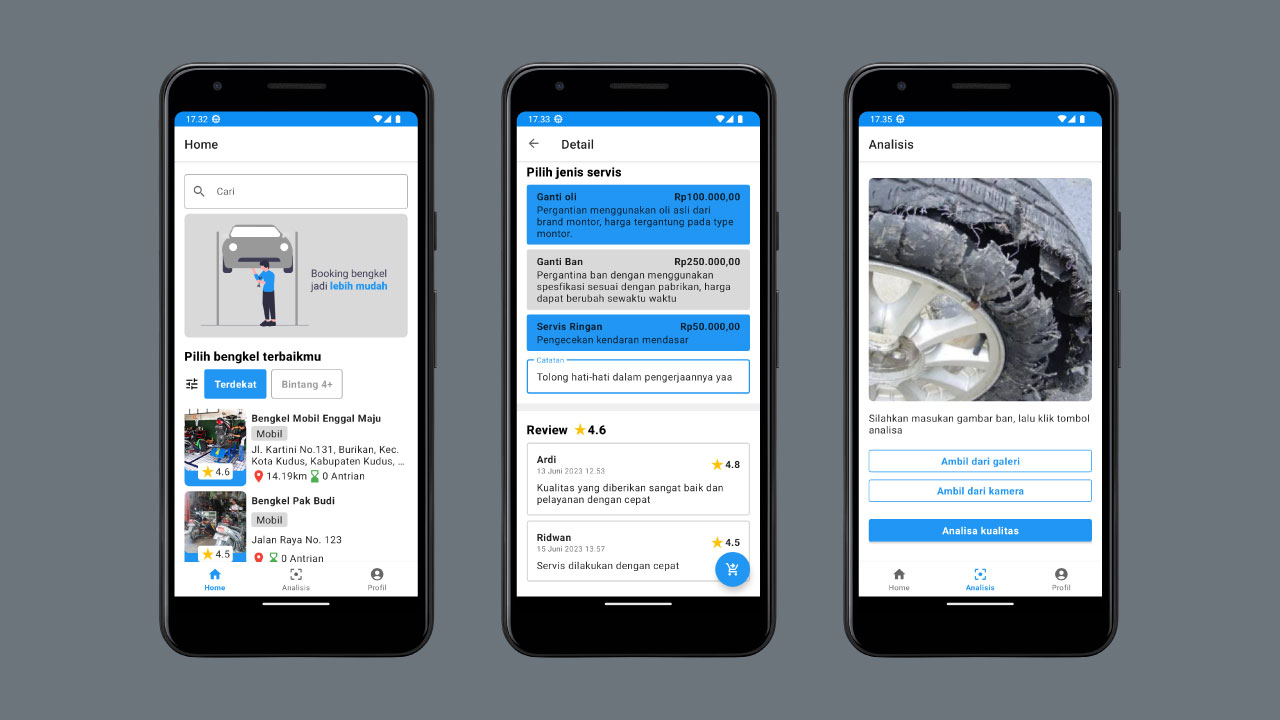 17.32
Home
Cari
Booking bengkel
jadi lebih mudah
Pilih bengkel terbaikmu
Terdekat
Bintang 4+
Bengkel Mobil Enggal Maju
Mobil
Jl. Kartini No.131, Burikan, Kec.
Kota Kudus, Kabupaten Kudus, ...
4.6
14.19km 0 Antrian
Bengkel Pak Budi
Mobil
Jalan Raya No. 123
4.5
0 Antrian
Home
Analisis
Profil
17.33
Detail
Pilih jenis servis
Ganti oli Rp100.000,00
Pergantian menggunakan oli asli dari
brand montor, harga tergantung pada type
montor.
Ganti Ban Rp250.000,00
Pergantina ban dengan menggunakan
spesfikasi sesuai dengan pabrikan, harga
dapat berubah sewaktu waktu
Servis Ringan Rp50.000,00
Pengecekan kendaran mendasar
Catatan
Tolong hati-hati dalam pengerjaannya yaa
Review 4.6
Ardi
13 Juni 2023 12.53
4.8
Kualitas yang diberikan sangat baik dan
pelayanan dengan cepat
Ridwan
15 Juni 2023 13.57
4.5
Servis dilakukan dengan cepat
17.35
Analisis
Silahkan masukan gambar ban, lalu klik tombol
analisa
Ambil dari galeri
Ambil dari kamera
Analisa kualitas
Home
Analisis
Profil